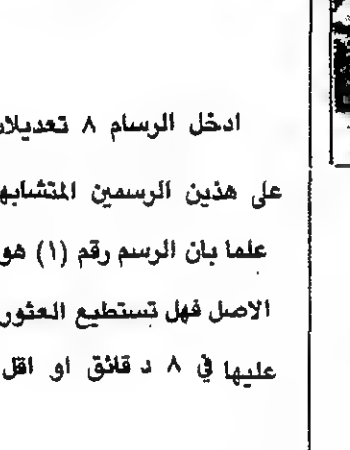 ادخل الرسام ٨ تعديلات
على هذين الرسمين المتشابه
علما بان الرسم رقم (١) هو
الاصل فهل تستطيع العثور
عليها في ٨ د قائق او اقل